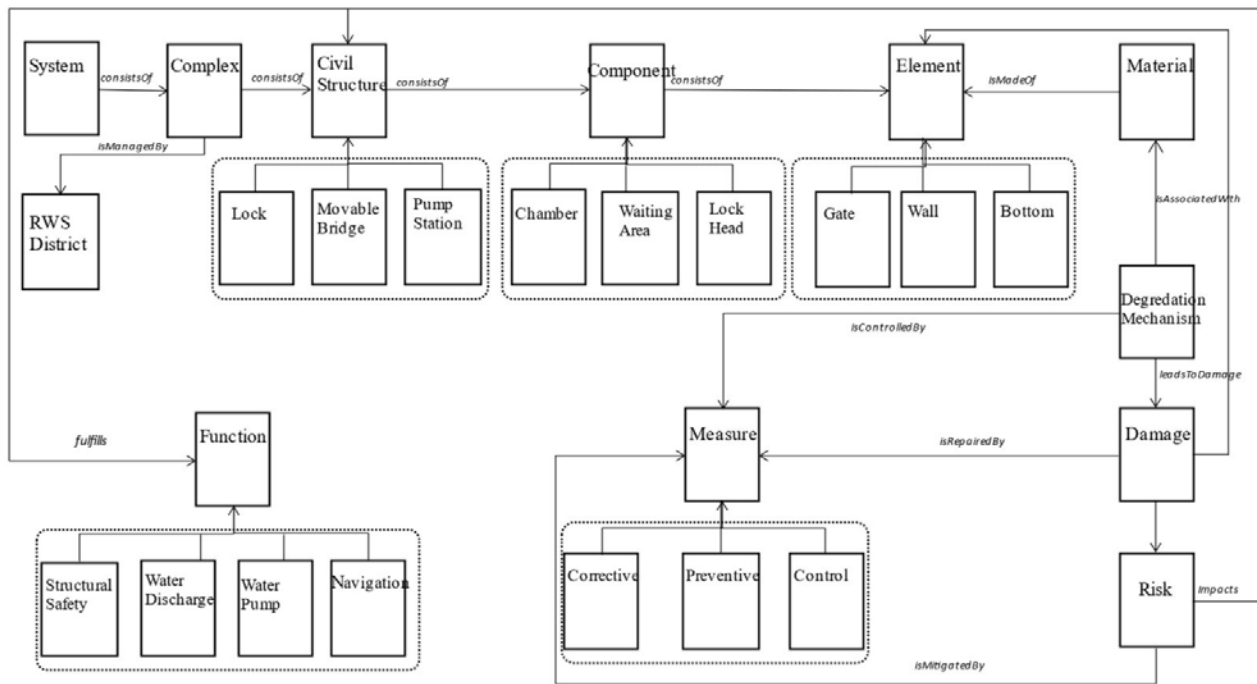 System
consistsOf
Complex
consistsOf
Civil
Structure
consistsOf
Component
consistsOf
Element
IsMadeOf
Material
isManagedBy
RWS
District
Lock
Movable
Bridge
Pump
Station
Chamber
Waiting
Area
Lock
Head
Gate
Wall
Bottom
IsAssociatedWth
Degredation
Mechanism
IsControlledBy
leadsToDamage
fulfills
Function
Measure
isRepairedBy
Damage
Structural
Safety
Water
Discharge
Water
Pump
Navigation
Corrective
Preventive
Control
Risk
Impacts
isMitigatedBy